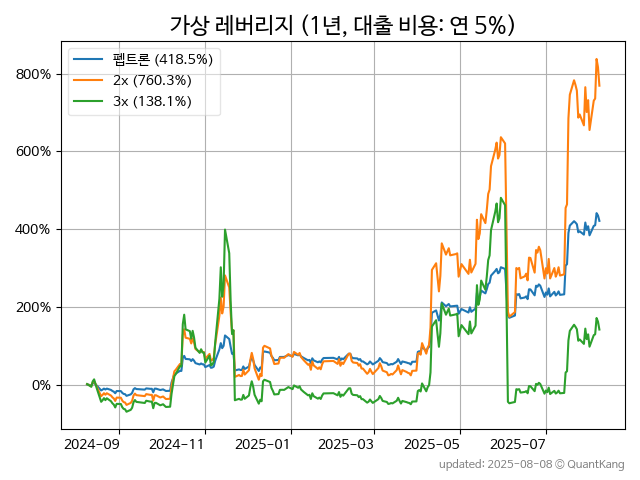 가상 레버리지 (1년, 대출 비용: 연 5%)
펩트론 (418.5%)
2x (760.3%)
3x (138.1%)
800%
600%
400%
200%
0%
2024-09 2024-11 2025-01 2025-03 2025-05 2025-07
updated: 2025-08-08 © QuantKang